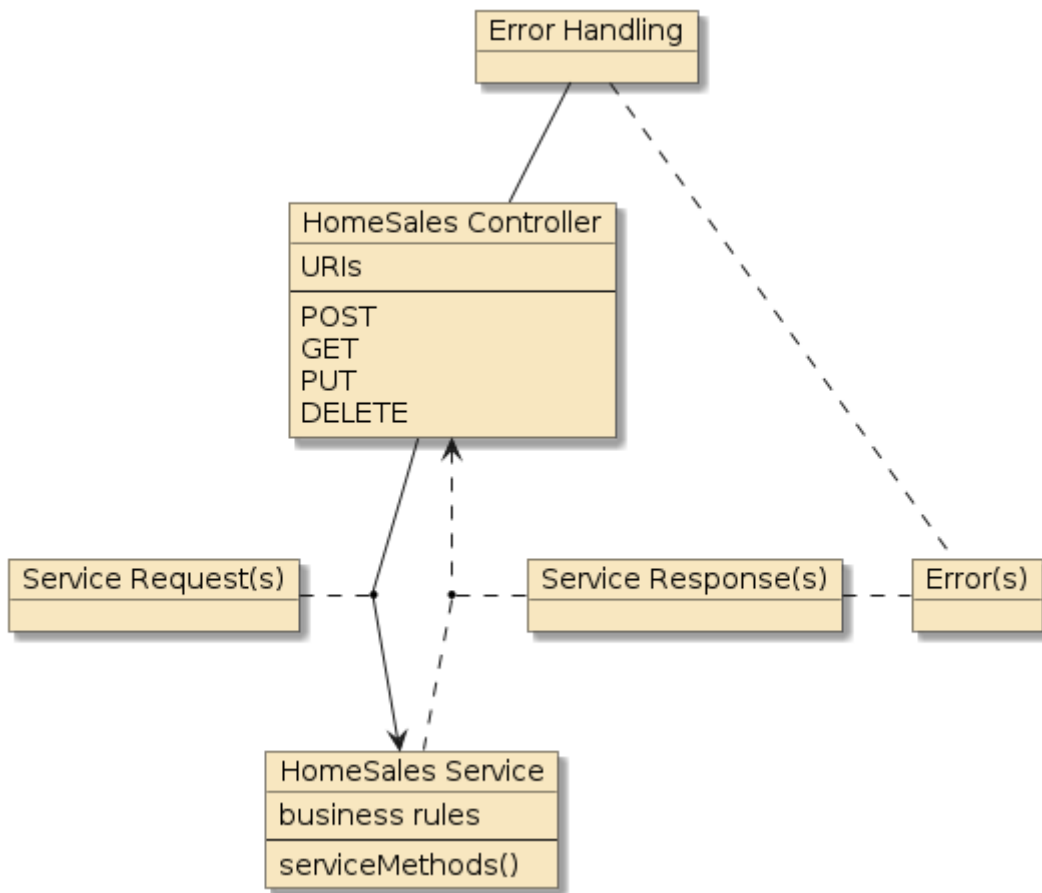 Error Handling
HomeSales Controller
URIs
POST
GET
PUT
DELETE
Service Request(s)
Service Response(s)
Error(s)
HomeSales Service
business rules
serviceMethods()